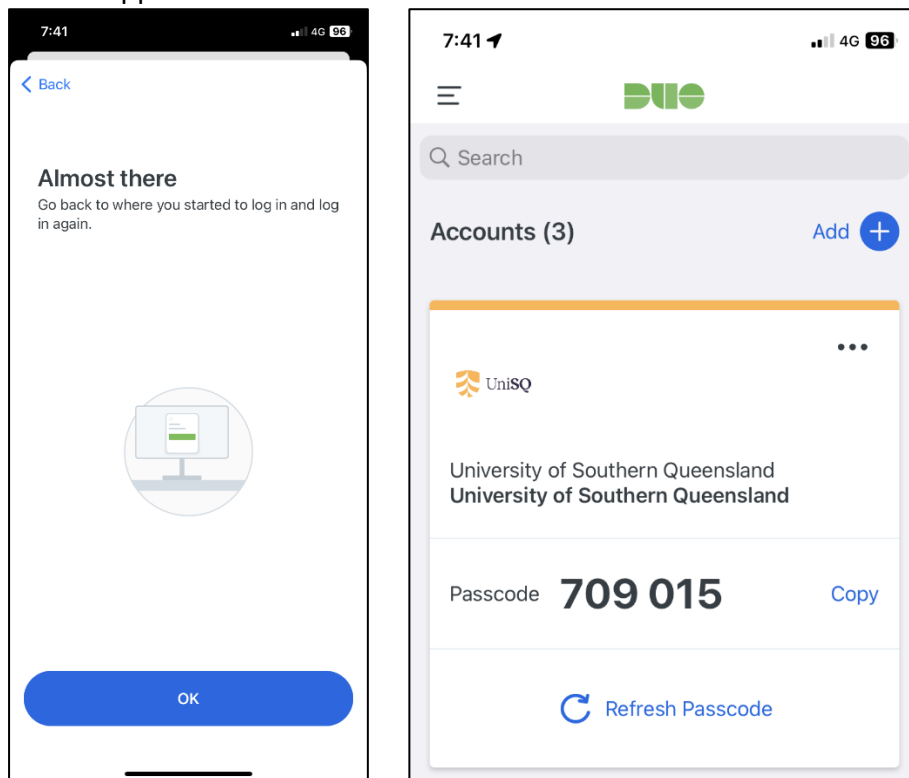 7:41
4G 96
Back
Almost there
Go back to where you started to log in and log
in again.
OK
7:41
4G 96
DUO
Search
Accounts (3)
Add
UniSQ
University of Southern Queensland
University of Southern Queensland
Passcode 709 015 Copy
Refresh Passcode